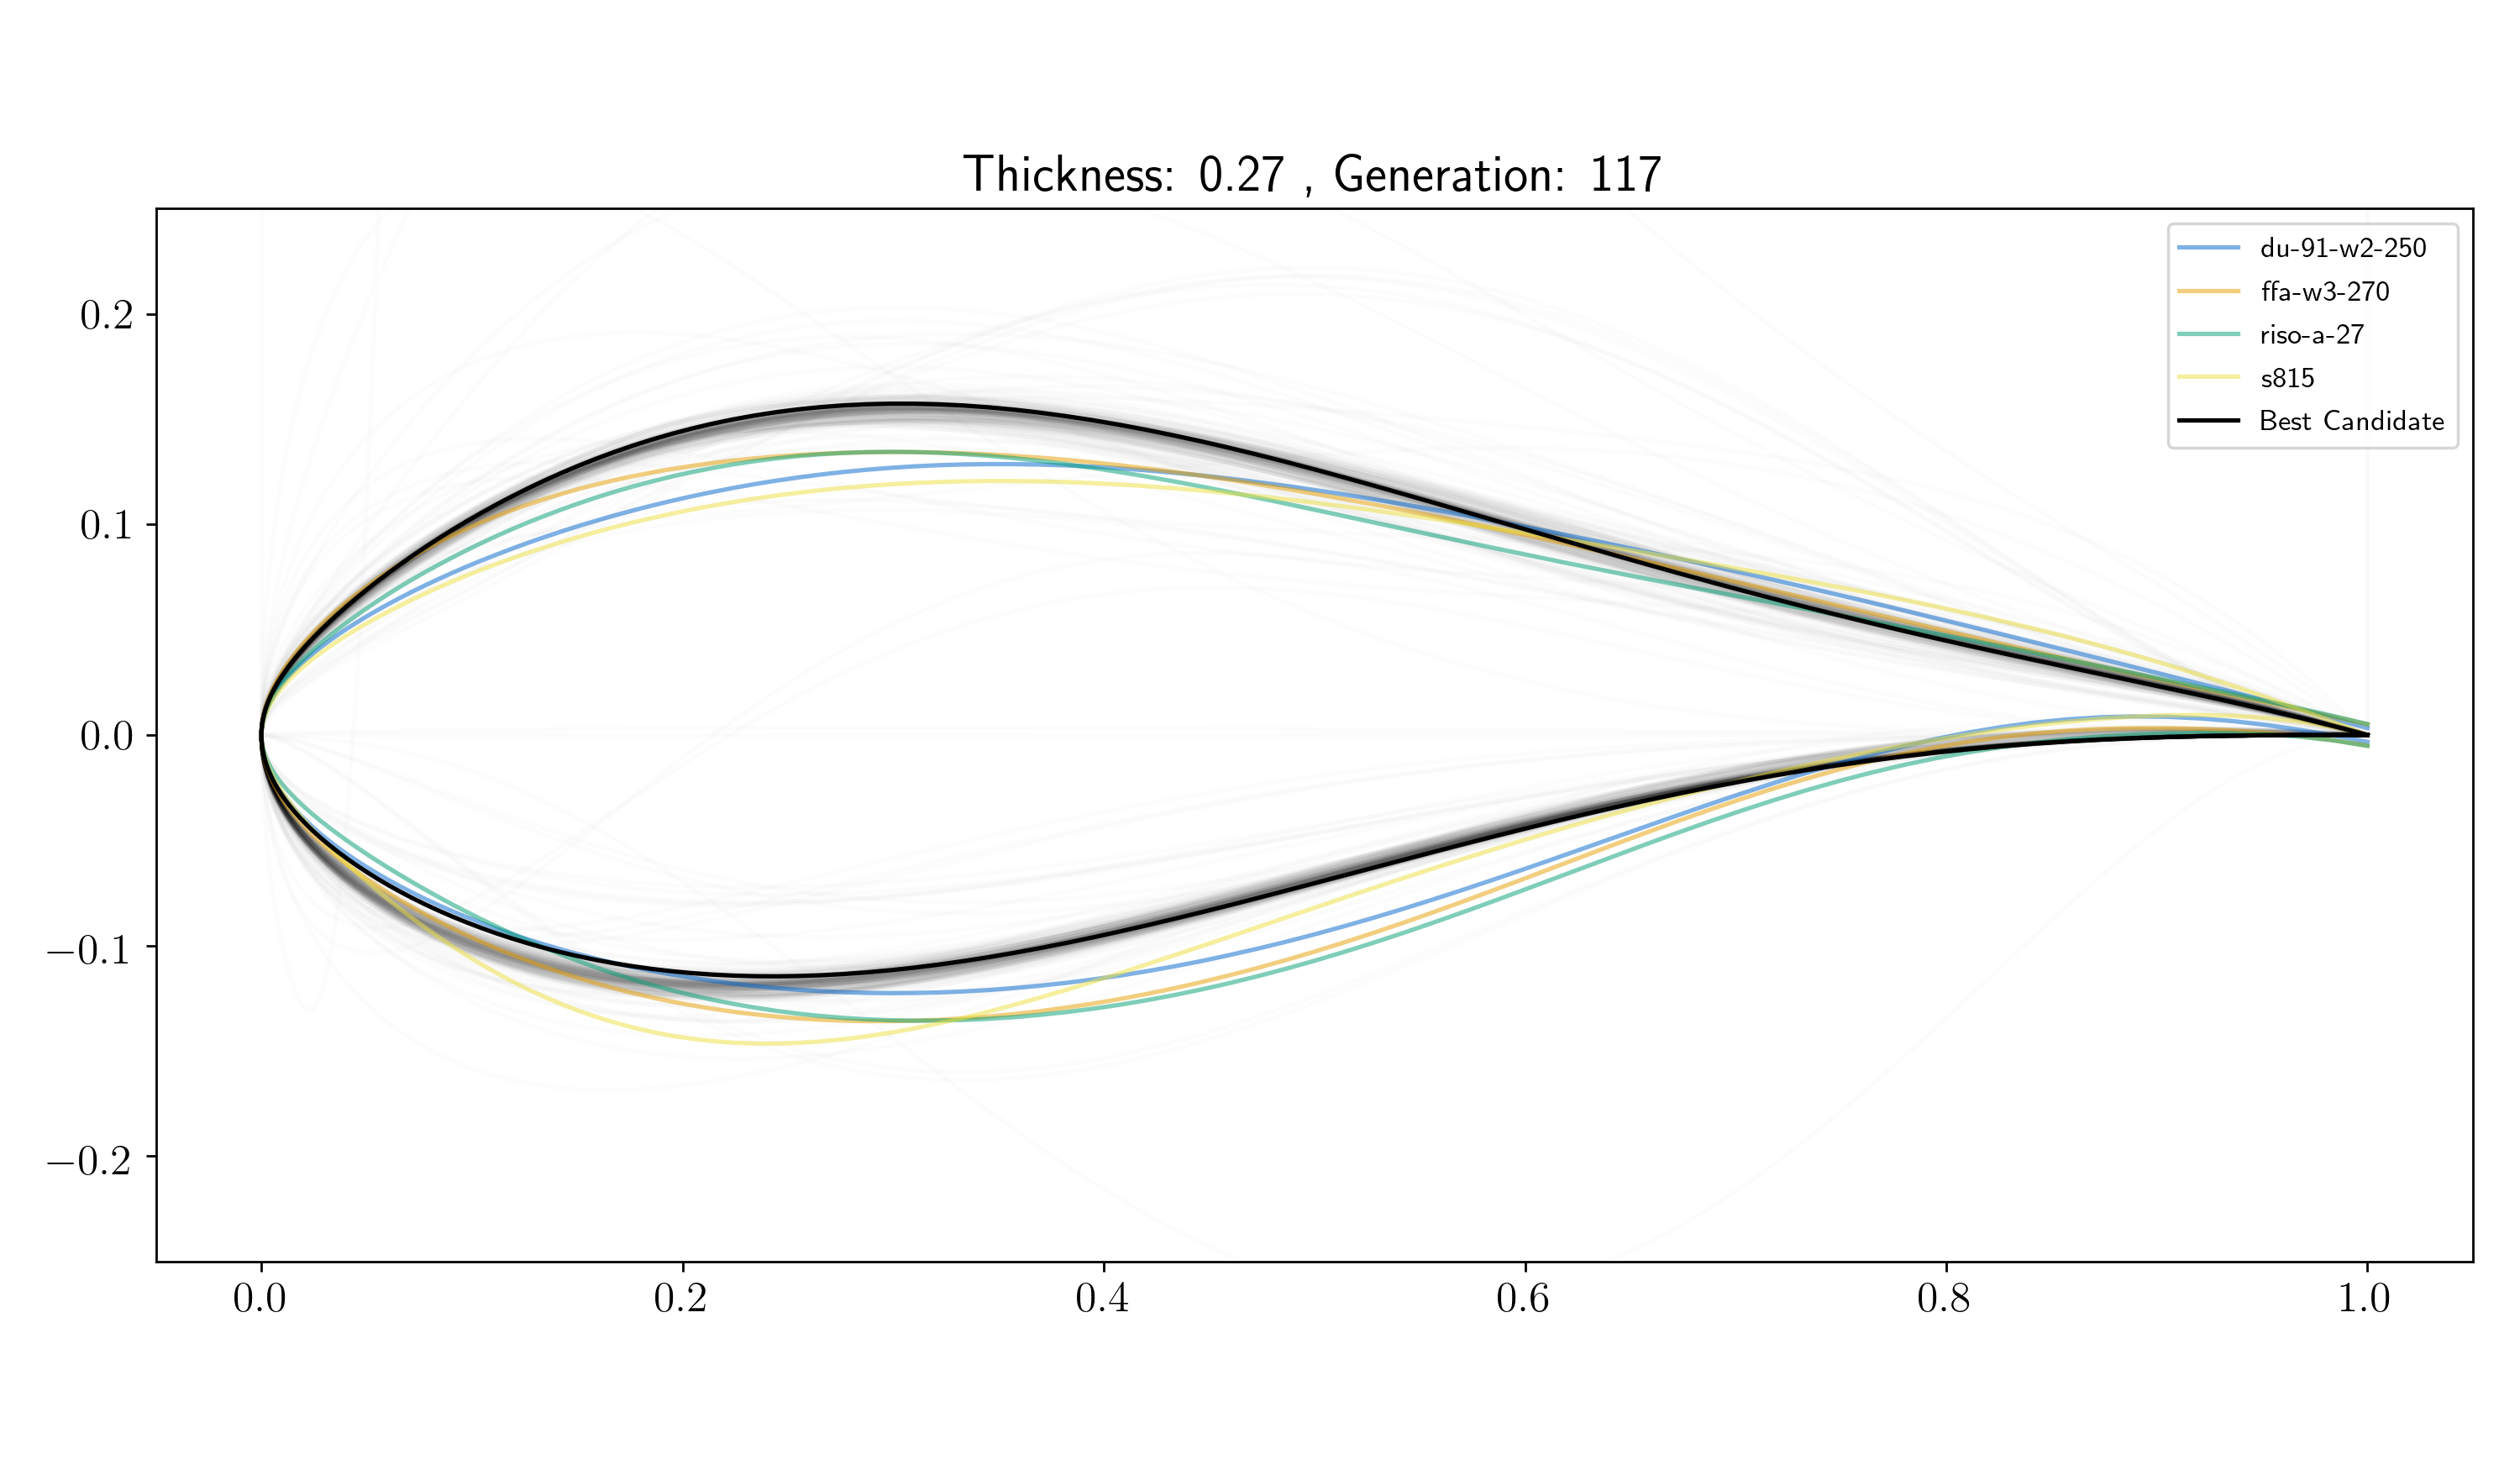 Thickness: 0.27 , Generation: 117
du-91-w2-250
ffa-w3-270
riso-a-27
s815
Best Candidate
0.2
0.1
0.0
−0.1
−0.2
0.0 0.2 0.4 0.6 0.8 1.0